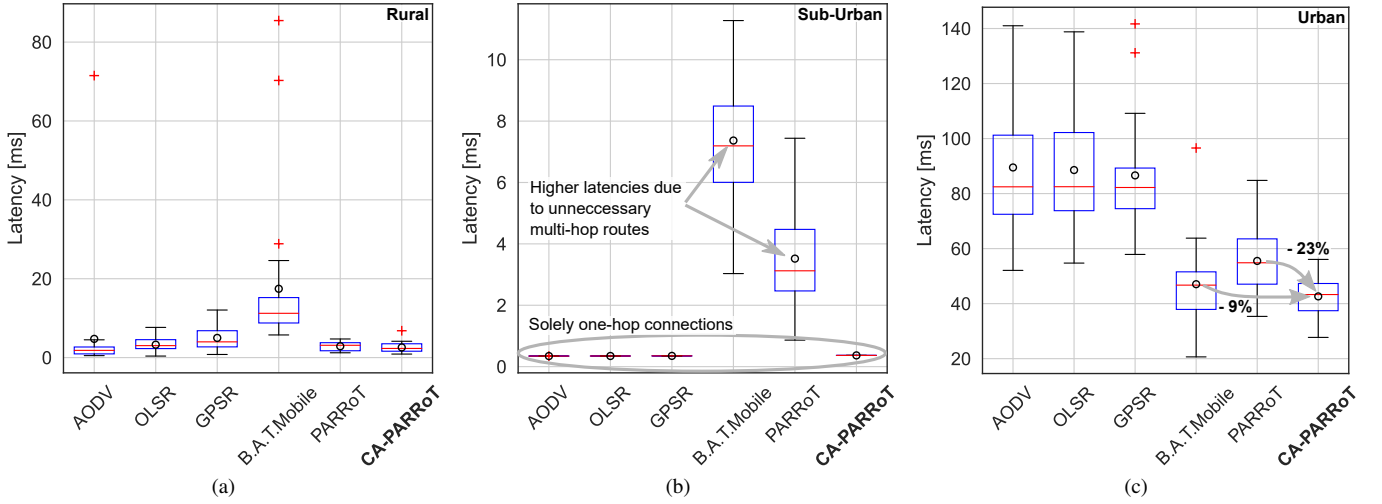 Rural
80
60
40
20
0
Latency [ms]
AODV
OLSR
GPSR
B.A.T.Mobile
PARRoT
CA-PARRoT
(a)
Sub-Urban
10
8
6
4
2
0
Latency [ms]
Higher latencies due
to unneccessary
multi-hop routes
Solely one-hop connections
AODV
OLSR
GPSR
B.A.T.Mobile
PARRoT
CA-PARRoT
(b)
Urban
140
120
100
80
60
40
20
Latency [ms]
- 23%
- 9%
AODV
OLSR
GPSR
B.A.T.Mobile
PARRoT
CA-PARRoT
(c)